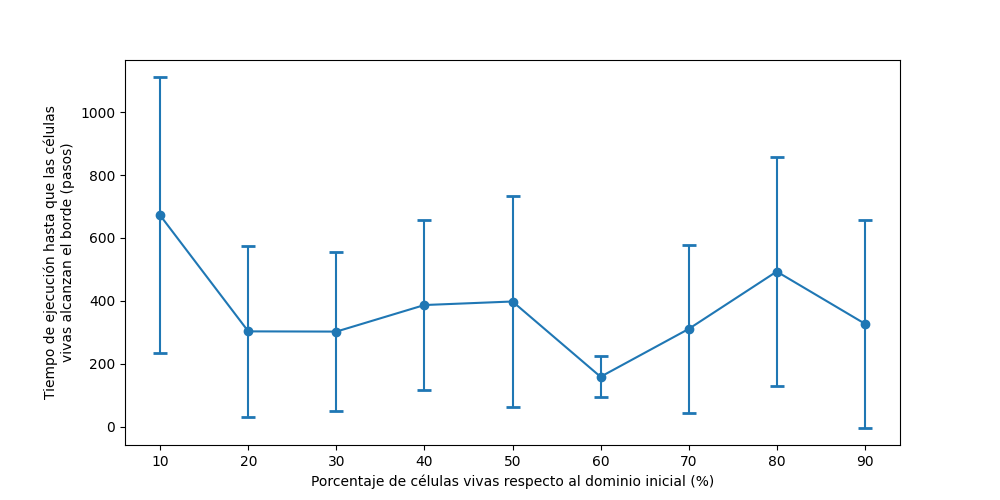 Tiempo de ejecución hasta que las células
vivas alcanzan el borde (pasos)
1000
800
600
400
200
0
10 20 30 40 50 60 70 80 90
Porcentaje de células vivas respecto al dominio inicial (%)